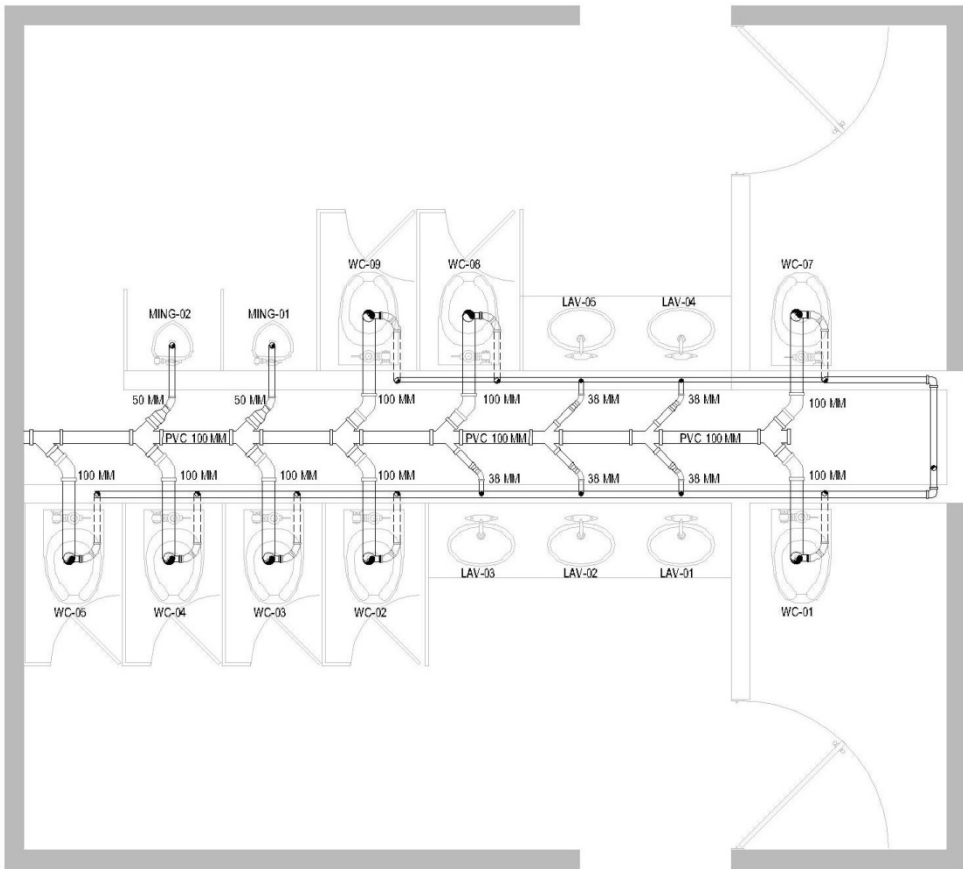 WC-09
WC-08
WC-07
MING-02
MING-01
LAV-05
LAV-04
50 MM
50 MM
100 MM
100 MM
38 MM
38 MM
100 MM
PVC 100 MM
PVC 100 MM
PVC 100 MM
100 MM
100 MM
100 MM
100 MM
38 MM
38 MM
38 MM
100 MM
LAV-03
LAV-02
LAV-01
WC-05
WC-04
WC-03
WC-02
WC-01